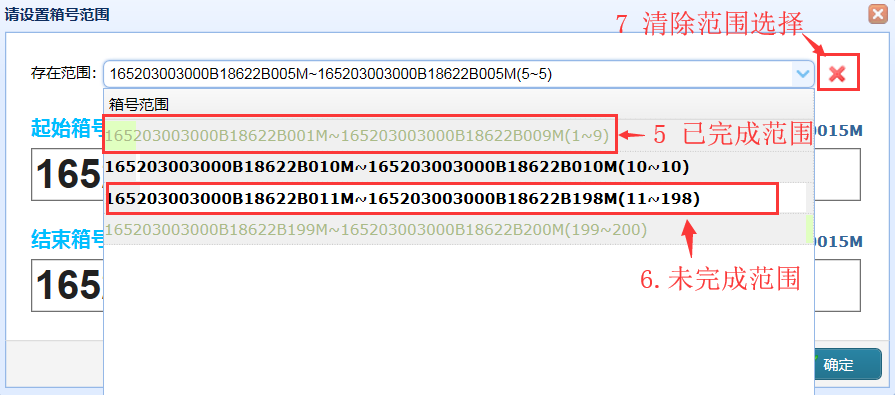 请设置箱号范围
7 清除范围选择
存在范围：165203003000B18622B005M~165203003000B18622B005M(5~5)
箱号范围
起始箱号
165203003000B18622B001M~165203003000B18622B009M(1~9)
5 已完成范围
0015M
165
165203003000B18622B010M~165203003000B18622B010M(10~10)
165203003000B18622B011M~165203003000B18622B198M(11~198)
165203003000B18622B199M~165203003000B18622B200M(199~200)
结束箱号
0015M
6.未完成范围
165
确定